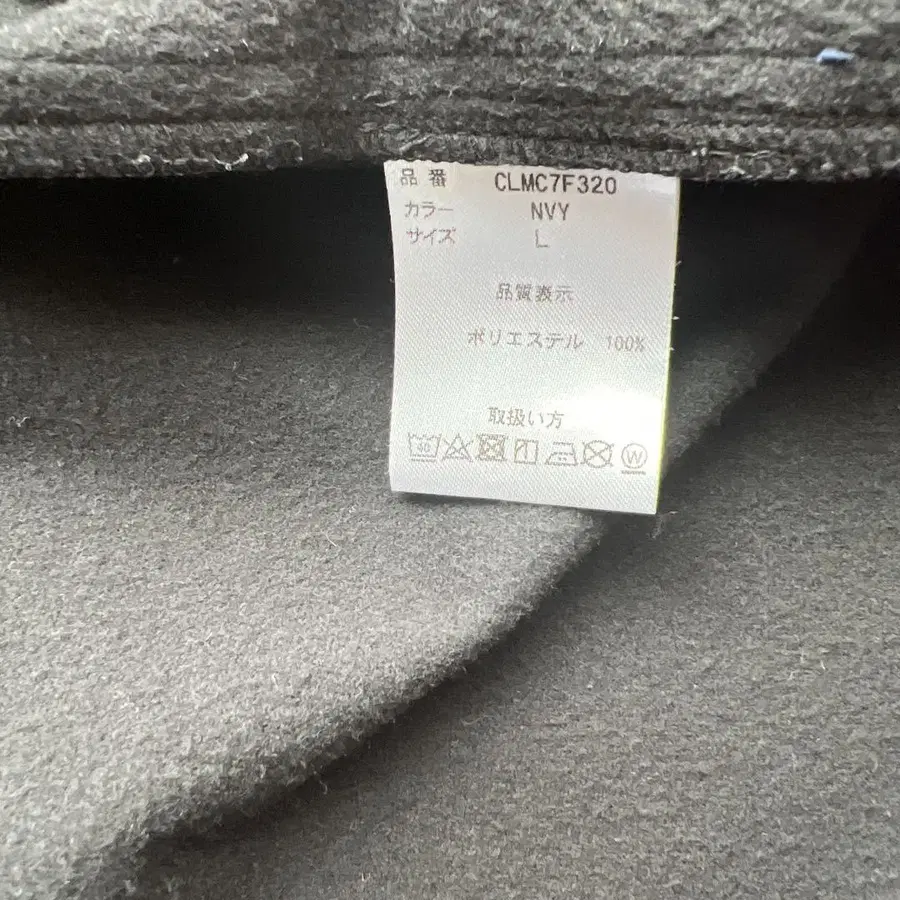 品番 CLMC7F320
カラー NVY
サイズ L
品質表示
ポリエステル 100%
取扱い方
40 W